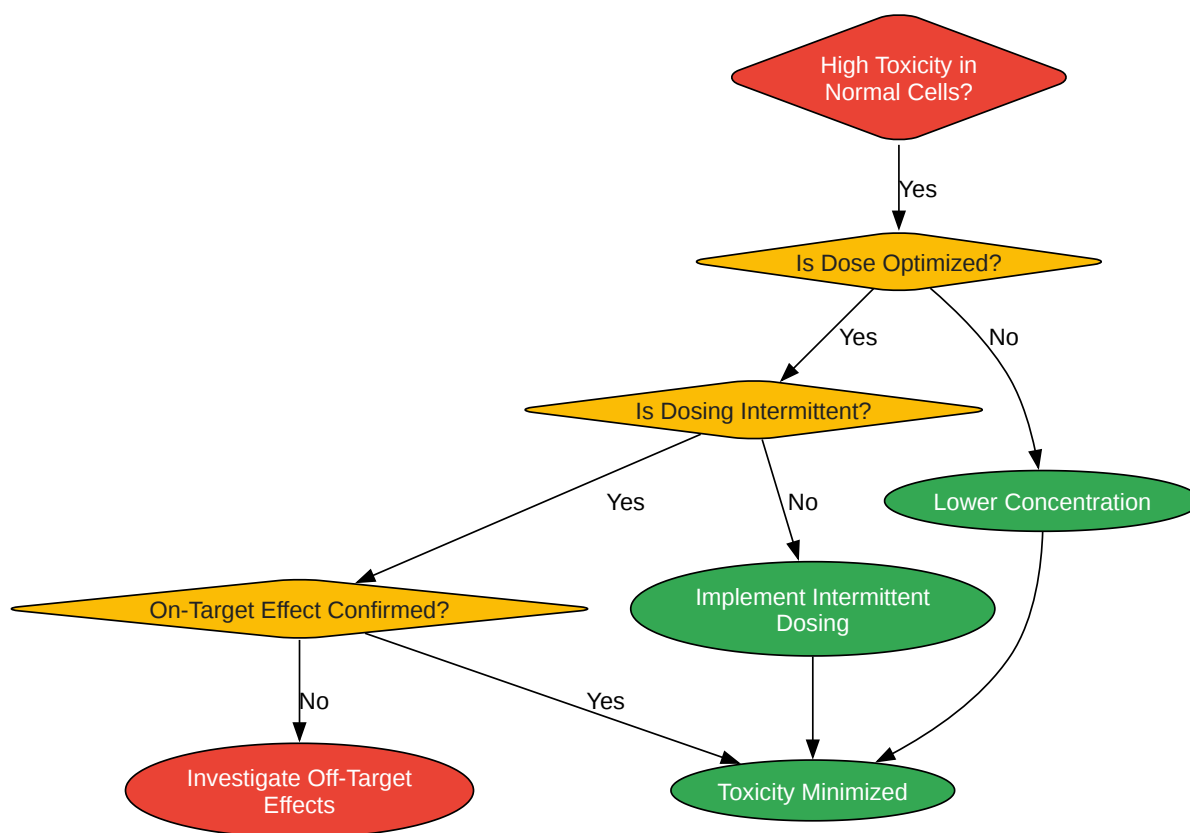 High Toxicity in
Normal Cells?
Yes
Is Dose Optimized?
Yes
No
Is Dosing Intermittent?
Yes
No
Lower Concentration
On-Target Effect Confirmed?
Implement Intermittent
Dosing
No
Yes
Investigate Off-Target
Effects
Toxicity Minimized